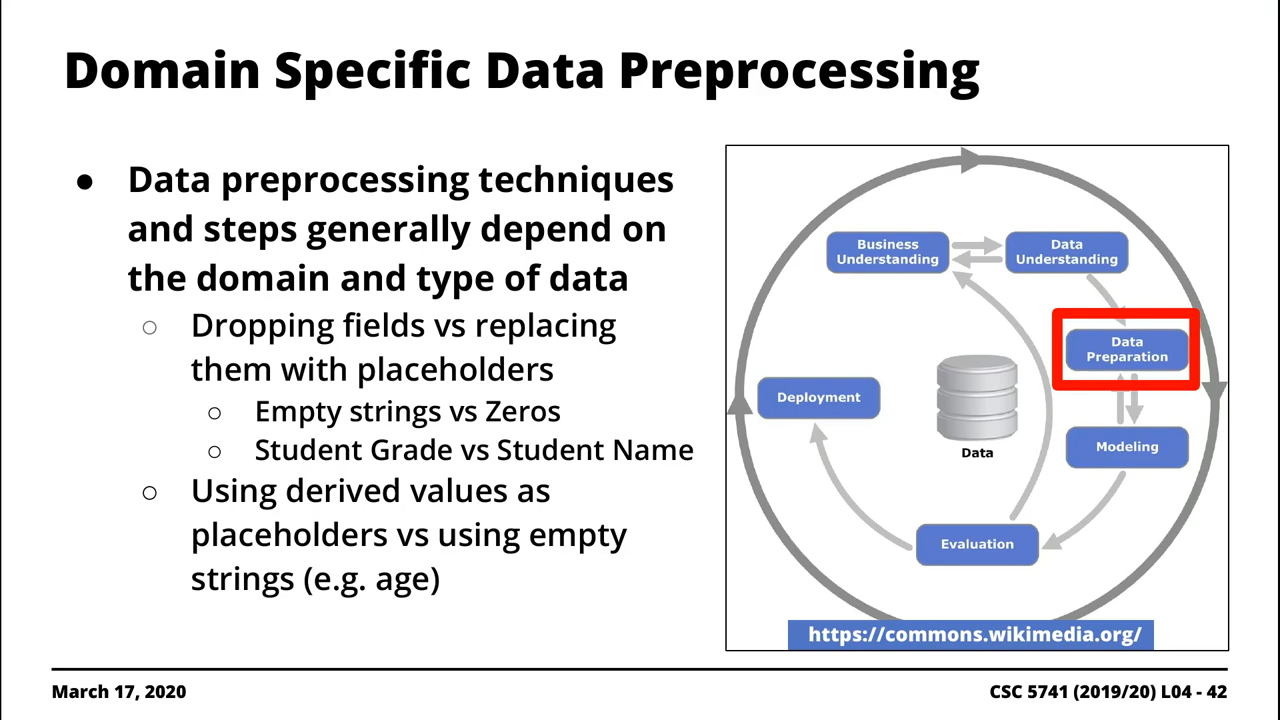 Domain Specific Data Preprocessing
● Data preprocessing techniques
and steps generally depend on
the domain and type of data
○ Dropping fields vs replacing
them with placeholders
○ Empty strings vs Zeros
○ Student Grade vs Student Name
○ Using derived values as
placeholders vs using empty
strings (e.g. age)
Business
Understanding
Data
Understanding
Data
Preparation
Deployment
Data
Modeling
Evaluation
https://commons.wikimedia.org/
March 17, 2020
CSC 5741 (2019/20) L04 - 42